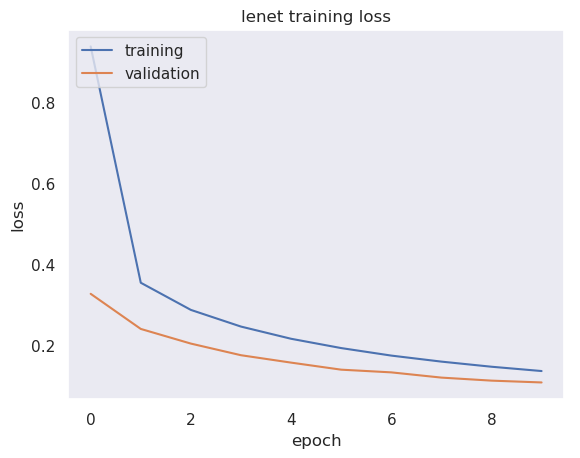 lenet training loss
training
validation
loss
0.8
0.6
0.4
0.2
0 2 4 6 8
epoch